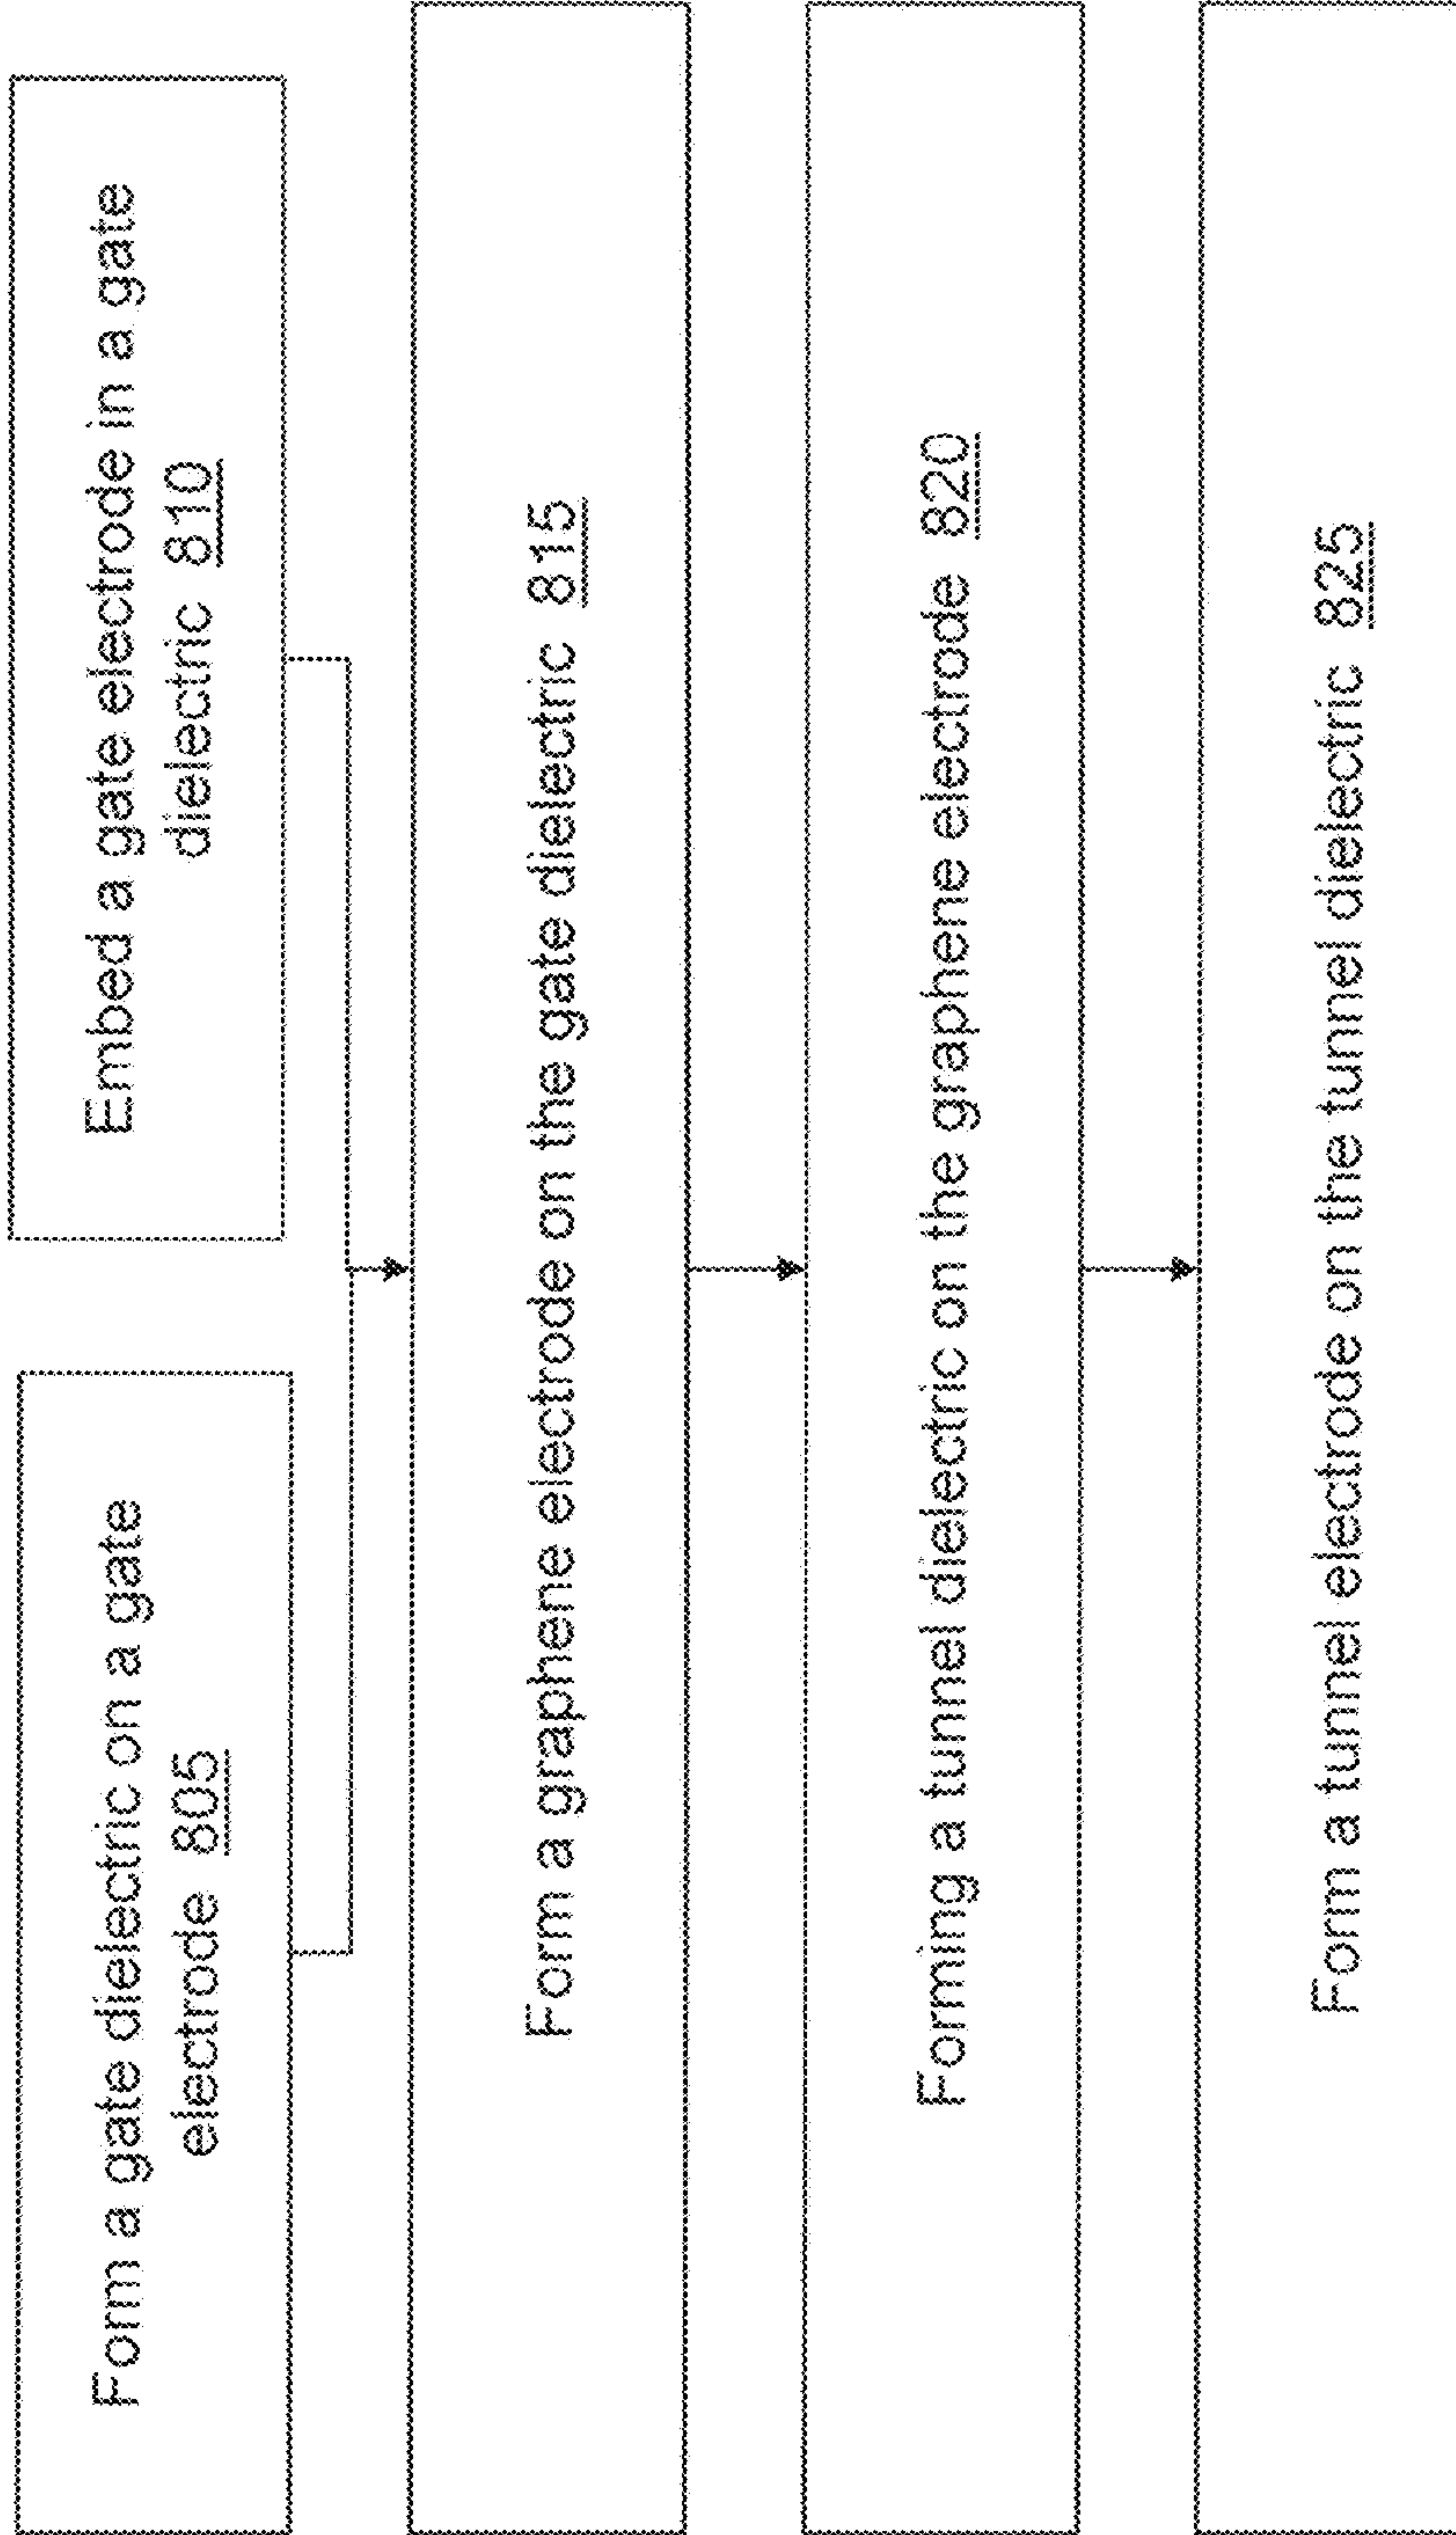 Form a gate dielectric on a gate
electrode 805
Embed a gate electrode in a gate
dielectric 810
Form a graphene electrode on the gate dielectric 815
Forming a tunnel dielectric on the graphene electrode 820
Form a tunnel electrode on the tunnel dielectric 825